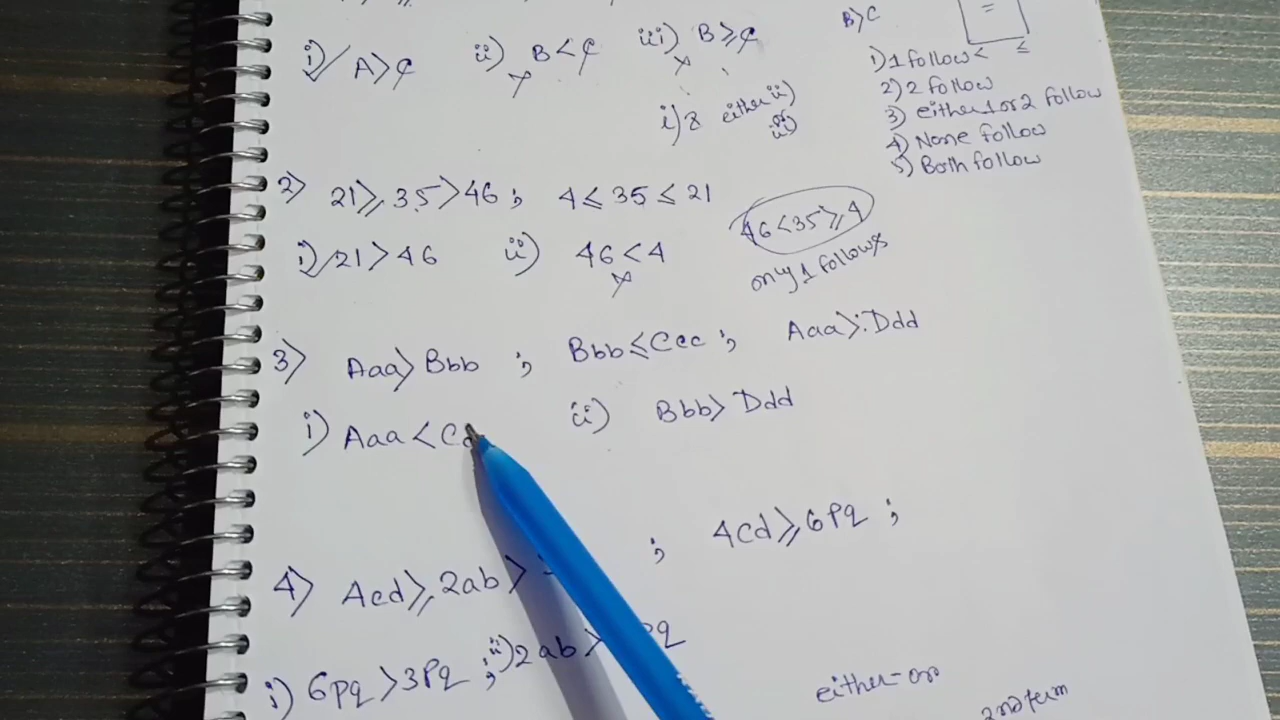 i) A>C ii) B<C iii) B≥C
B>C
=
≤
i) & either ii) or iii)
1) 1 follow <
2) 2 follow
3) either 1 or 2 follow
4) None follow
5) Both follow
2) 21≥35>46; 4≤35≤21
46<35≥4
i) 21>46 ii) 46<4
only 1 follows
3) Aaa>Bbb ; Bbb≤Ccc ; Aaa>Ddd
i) Aaa< ii) Bbb>Ddd
4) 4cd≥2ab> ; 4cd≥6pq ;
i) 6pq>3pq ; ii) 2ab>
either-or
2nd term